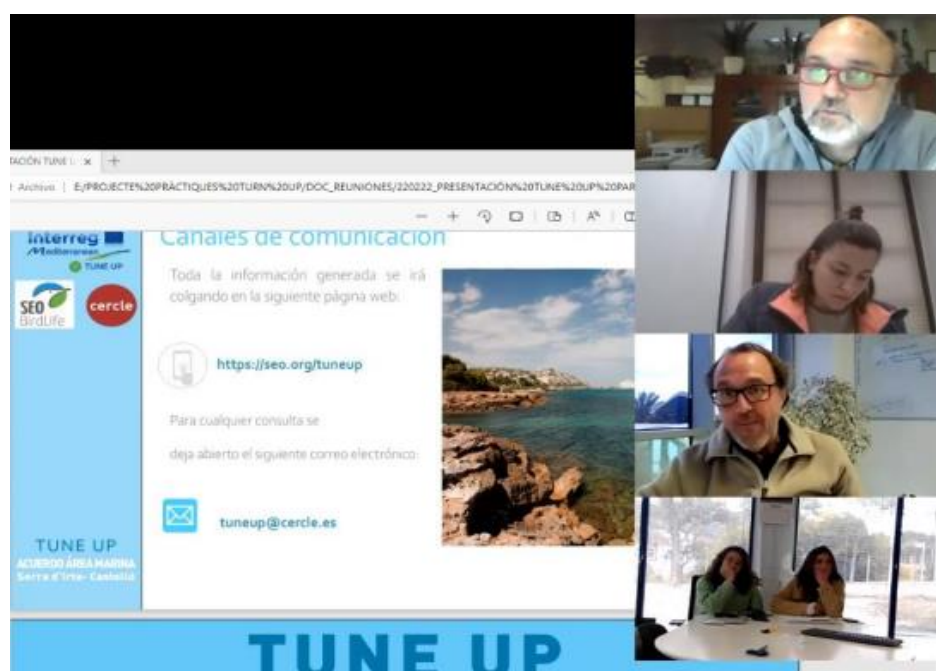 TACIÓN TUNE U
Archivo | E:/PROJECTE%20PRÀCTIQUES%20TURN%20UP/DOC_REUNIONES/220222_PRESENTACIÓN%20TUNE%20UP%20PAR
Interreg
Mediterranean
TUNE UP
SEO
BirdLife
cercle
Canales de comunicación
Toda la información generada se irá
colgando en la siguiente página web:
https://seo.org/tuneup
Para cualquier consulta se
deja abierto el siguiente correo electrónico:
tuneup@cercle.es
TUNE UP
ACUERDO ÁREA MARINA
Serra d'Irta- Castelló
TUNE UP